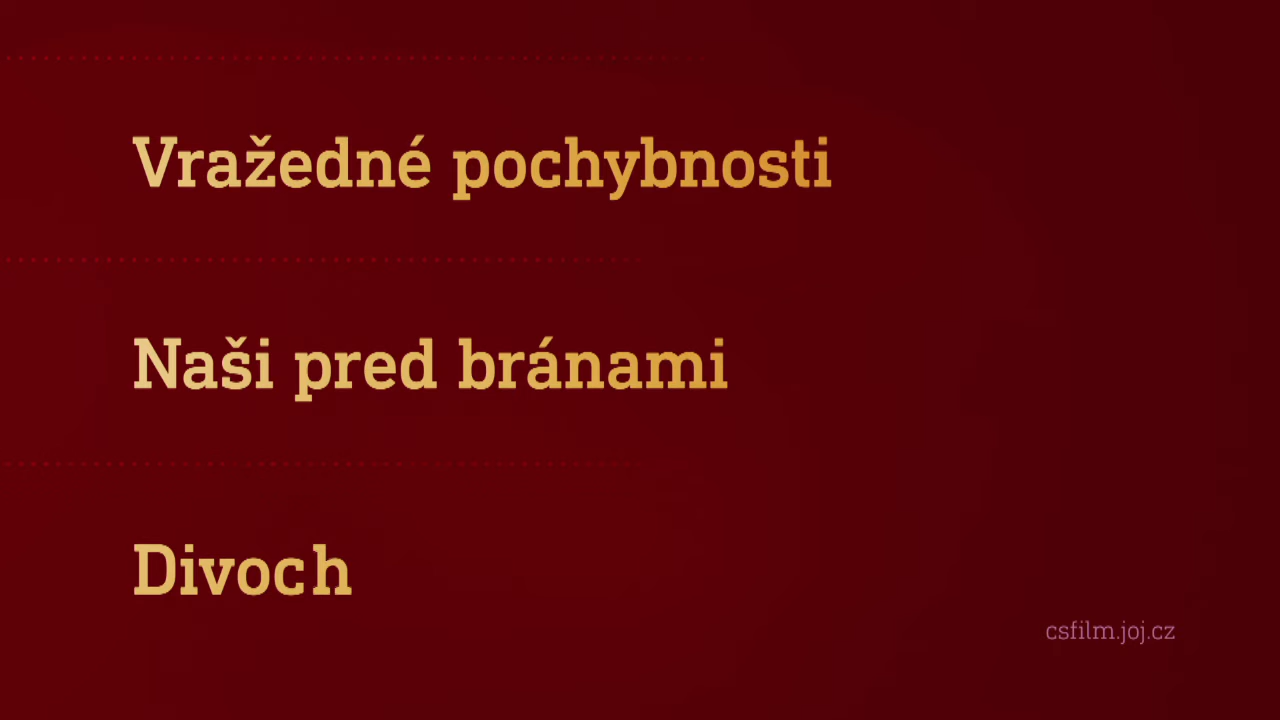 Vražedné pochybnosti
Naši pred bránami
Divoch
csfilm.joj.cz